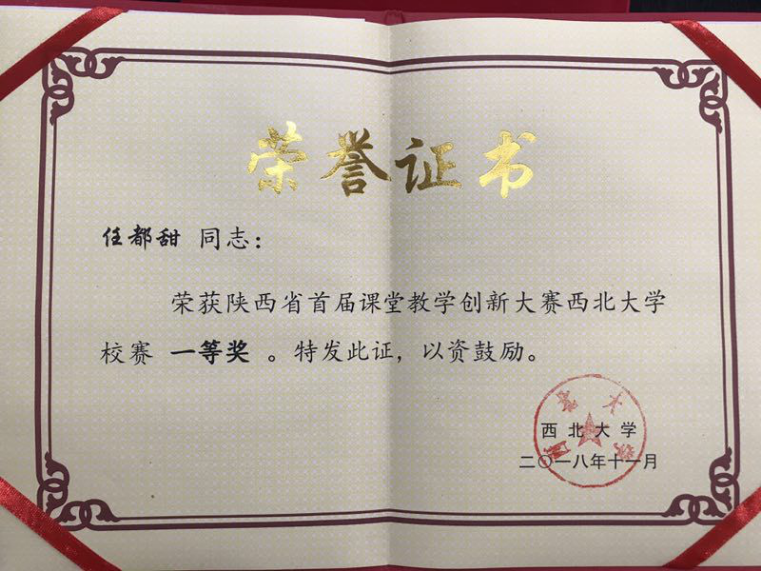 荣誉证书
任都甜 同志：
荣获陕西省首届课堂教学创新大赛西北大学
校赛 一等奖 。特发此证，以资鼓励。
西北大学
二〇一八年十一月